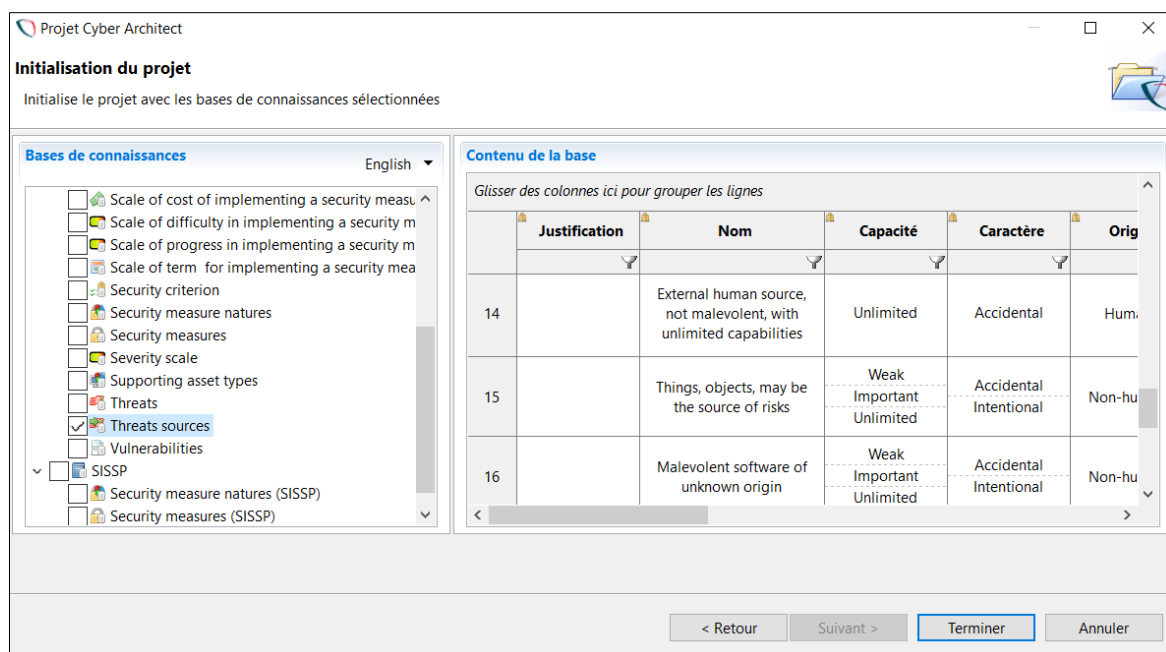 Projet Cyber Architect
Initialisation du projet
Initialise le projet avec les bases de connaissances sélectionnées
Bases de connaissances
English
Scale of cost of implementing a security measu
Scale of difficulty in implementing a security m
Scale of progress in implementing a security m
Scale of term for implementing a security mea
Security criterion
Security measure natures
Security measures
Severity scale
Supporting asset types
Threats
Threats sources
Vulnerabilities
SISSP
Security measure natures (SISSP)
Security measures (SISSP)
Contenu de la base
Glisser des colonnes ici pour grouper les lignes
Justification Nom Capacité Caractère Orig
14 External human source, not malevolent, with unlimited capabilities Unlimited Accidental Huma
15 Things, objects, may be the source of risks Weak Important Unlimited Accidental Intentional Non-hu
16 Malevolent software of unknown origin Weak Important Unlimited Accidental Intentional Non-hu
< Retour Suivant > Terminer Annuler